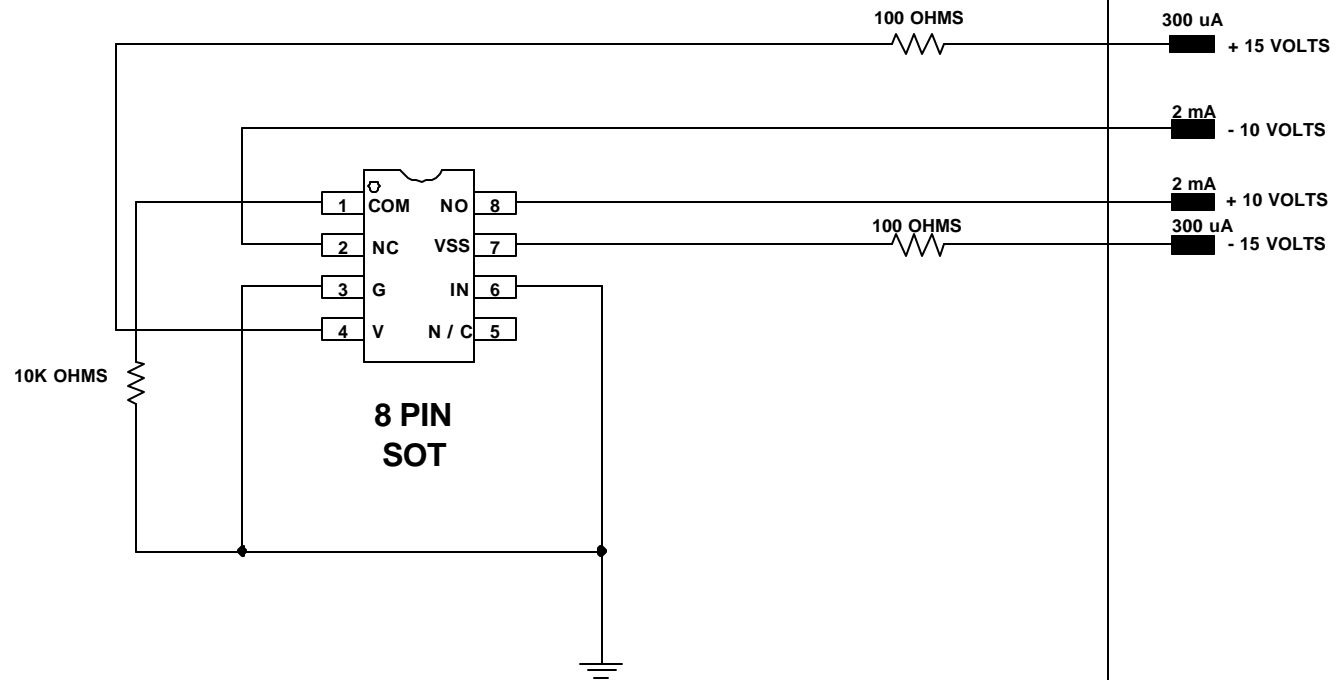 100 OHMS
300 uA
+ 15 VOLTS
2 mA
- 10 VOLTS
2 mA
+ 10 VOLTS
1 COM NO 8
100 OHMS
300 uA
- 15 VOLTS
2 NC VSS 7
3 G IN 6
4 V N / C 5
10K OHMS
8 PIN
SOT